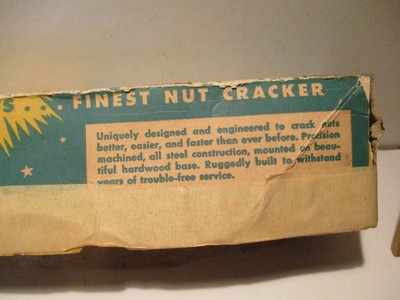 S . . . FINEST NUT CRACKER
Uniquely designed and engineered to crack nuts
better, easier, and faster than ever before. Precision
machined, all steel construction, mounted on beau-
tiful hardwood base. Ruggedly built to withstand
years of trouble-free service.